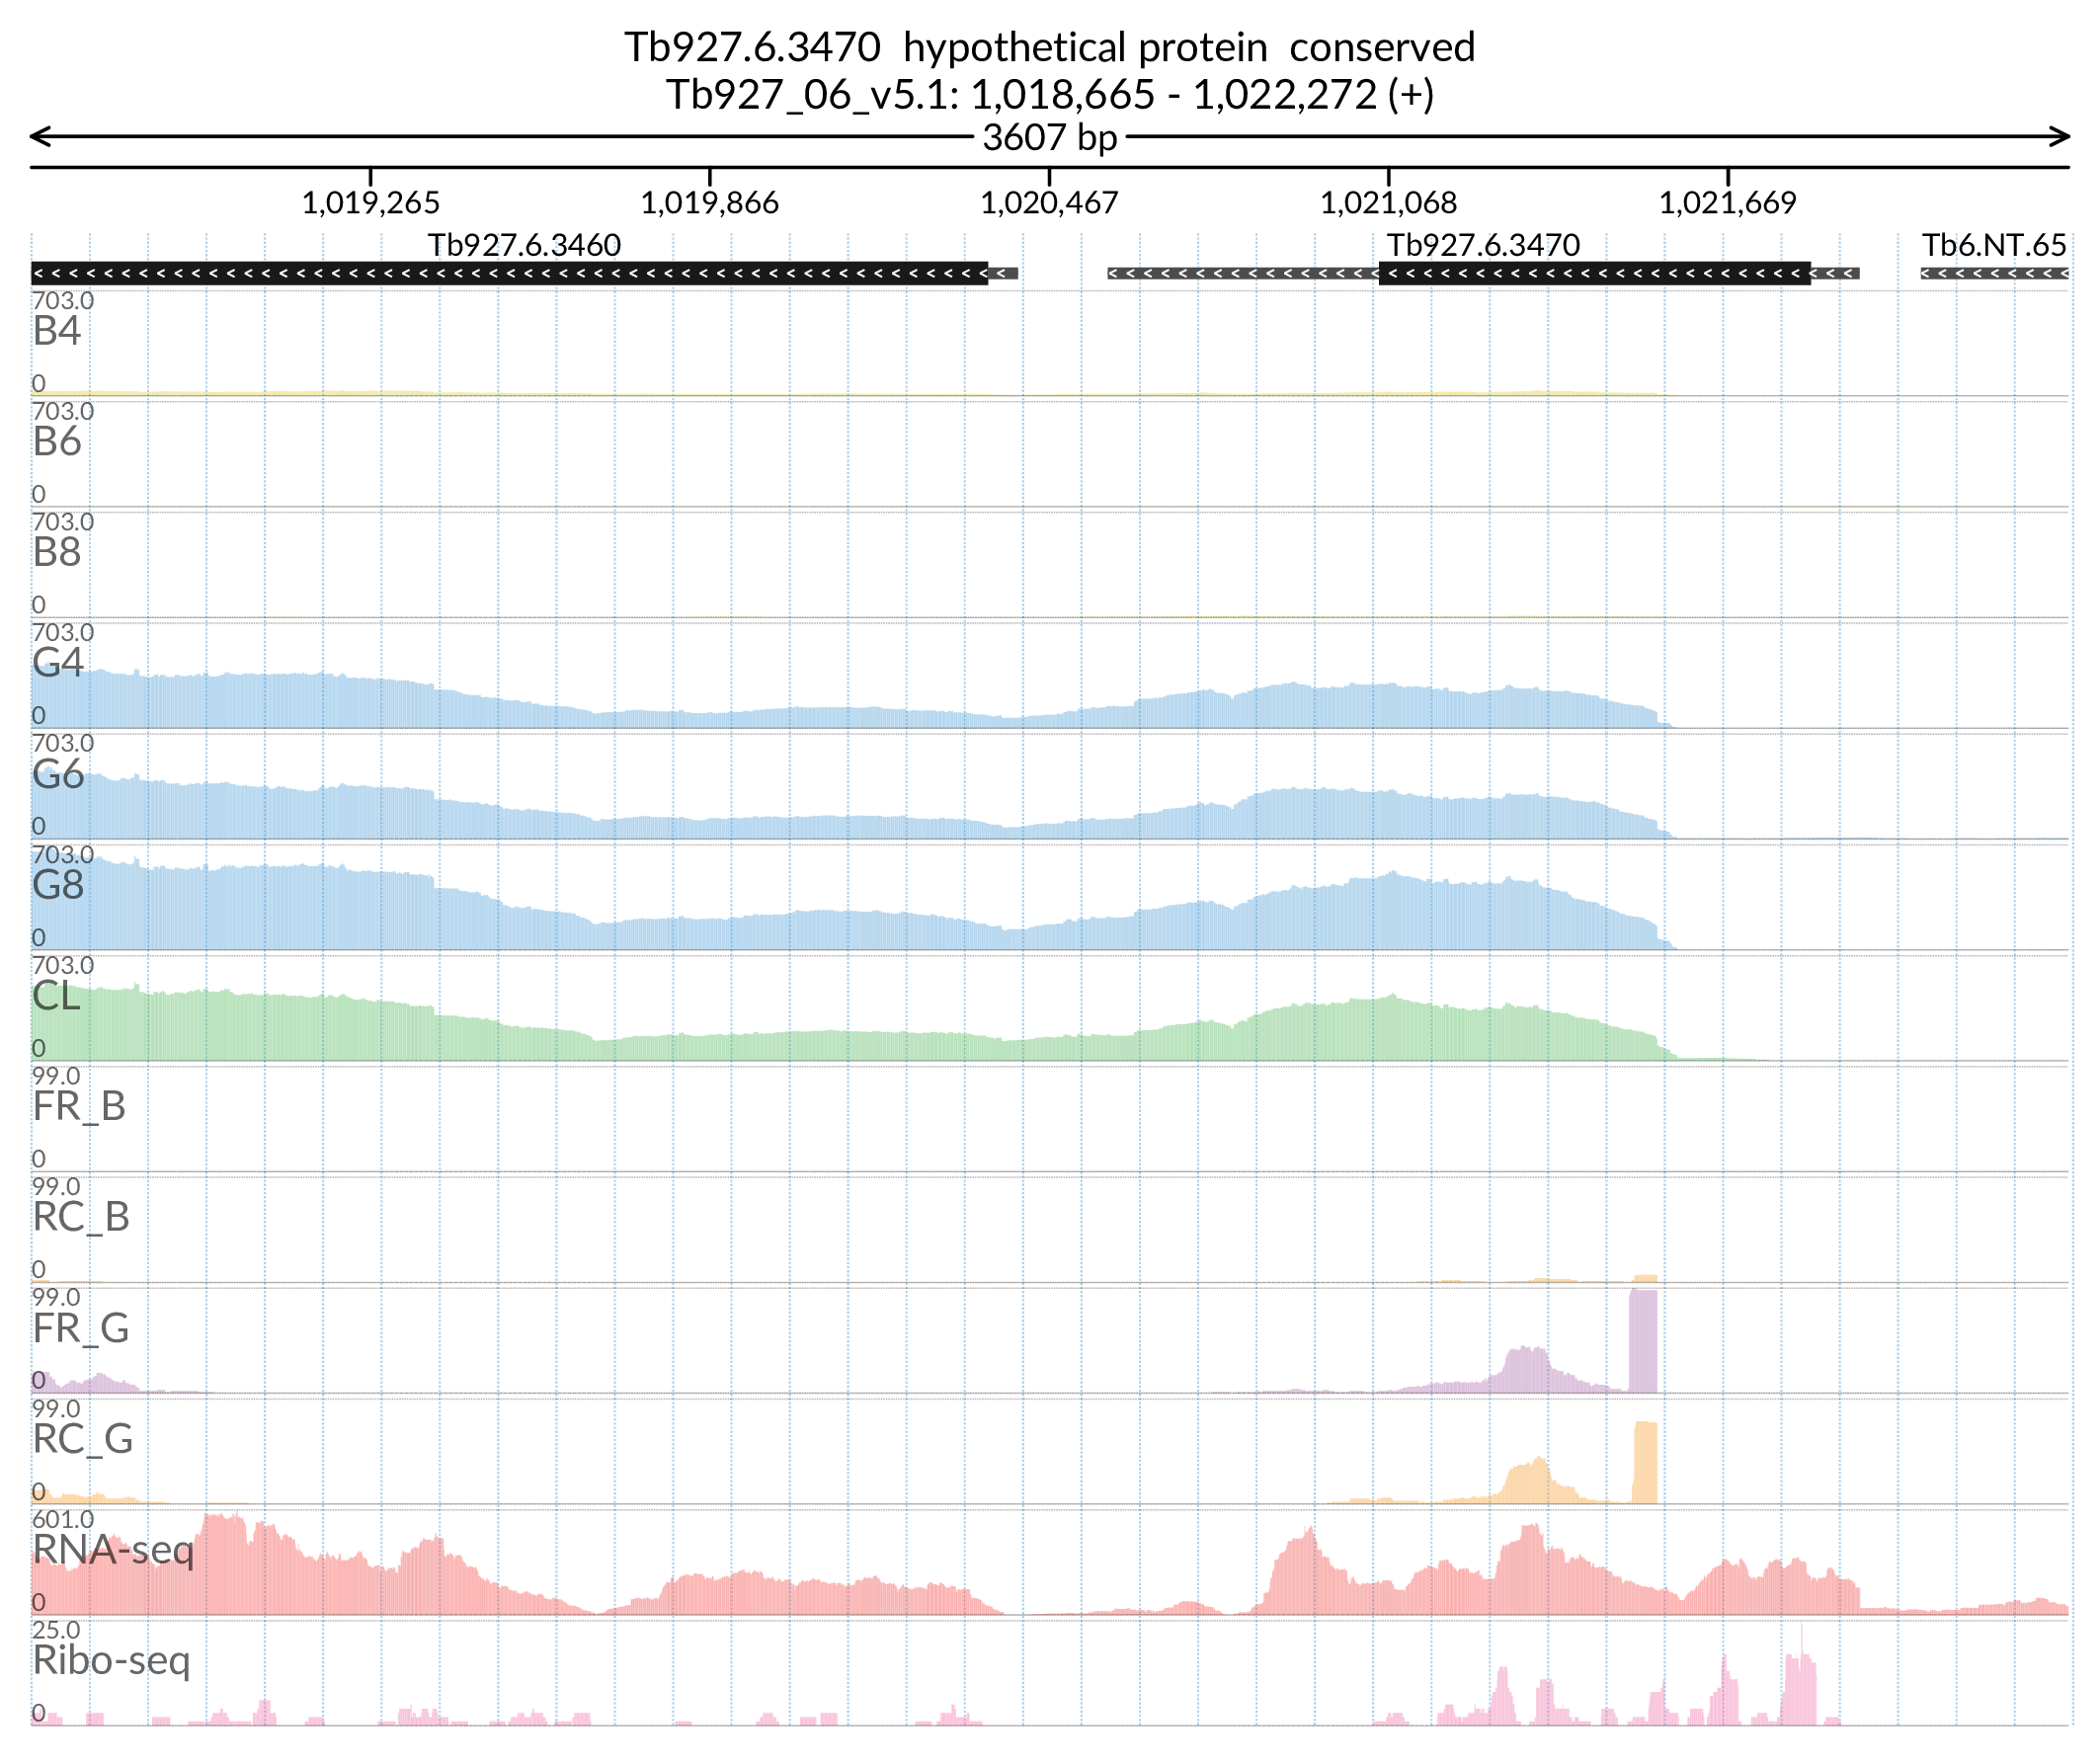 Tb927.6.3470  hypothetical protein  conserved
Tb927_06_v5.1: 1,018,665 - 1,022,272 (+)
3607 bp
1,019,265 1,019,866 1,020,467 1,021,068 1,021,669
Tb927.6.3460 Tb927.6.3470 Tb6.NT.65
703.0
B4
0
703.0
B6
0
703.0
B8
0
703.0
G4
0
703.0
G6
0
703.0
G8
0
703.0
CL
0
99.0
FR_B
0
99.0
RC_B
0
99.0
FR_G
0
99.0
RC_G
0
601.0
RNA-seq
0
25.0
Ribo-seq
0